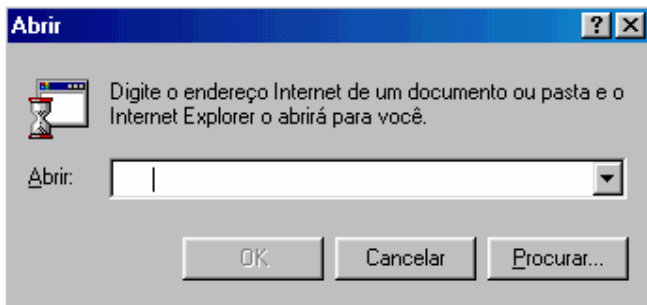 Abrir
Digite o endereço Internet de um documento ou pasta e o
Internet Explorer o abrirá para você.
Abrir:
OK
Cancelar
Procurar...